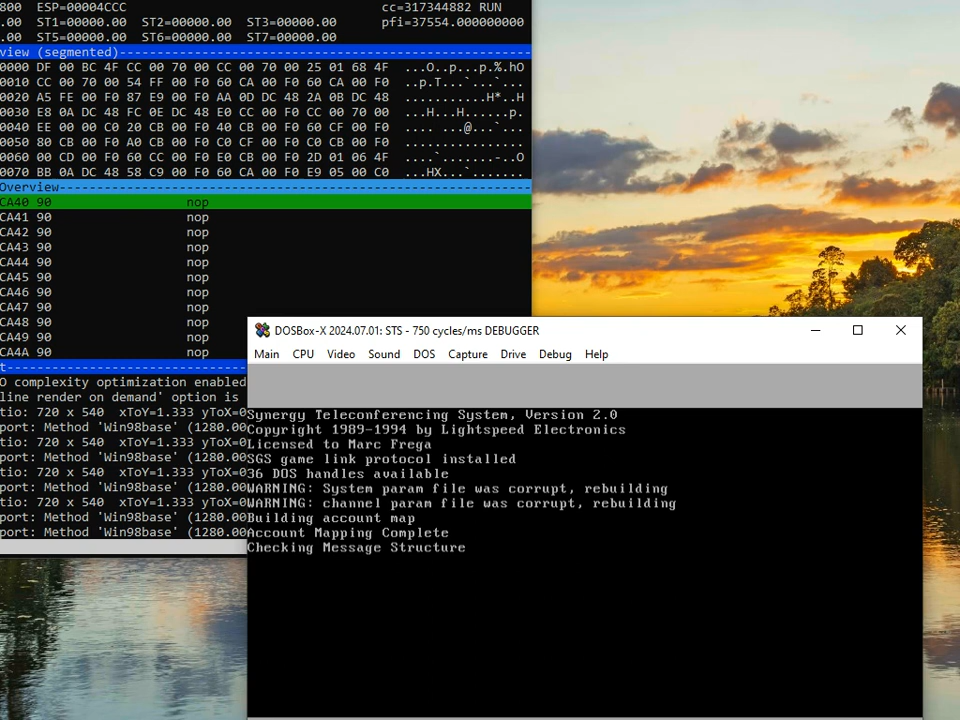 800  ESP=00004CCC cc=317344882 RUN
.00  ST1=00000.00  ST2=00000.00  ST3=00000.00 pfi=37554.000000000
.00  ST5=00000.00  ST6=00000.00  ST7=00000.00
view (segmented)
0000 DF 00 BC 4F CC 00 70 00 CC 00 70 00 25 01 68 4F ...O..p...p.%.hO
0010 CC 00 70 00 54 FF 00 F0 60 CA 00 F0 60 CA 00 F0 ..p.T...`...`...
0020 A5 FE 00 F0 87 E9 00 F0 AA 0D DC 48 2A 0B DC 48 ...........H*..H
0030 E8 0A DC 48 FC 0E DC 48 E0 CC 00 F0 CC 00 70 00 ...H...H......p.
0040 EE 00 00 C0 20 CB 00 F0 40 CB 00 F0 60 CF 00 F0 .... ...@...`...
0050 80 CB 00 F0 A0 CB 00 F0 C0 CF 00 F0 C0 CB 00 F0 ................
0060 00 CD 00 F0 60 CC 00 F0 E0 CB 00 F0 2D 01 06 4F ....`.......-..O
0070 BB 0A DC 48 58 C9 00 F0 60 CA 00 F0 E9 05 00 C0 ...HX...`.......
Overview
CA40 90 nop
CA41 90 nop
CA42 90 nop
CA43 90 nop
CA44 90 nop
CA45 90 nop
CA46 90 nop
CA47 90 nop
CA48 90 nop
CA49 90 nop
CA4A 90 nop
O complexity optimization enabled
line render on demand' option is
tio: 720 x 540  xToY=1.333 yToX=0
port: Method 'Win98base' (1280.00
tio: 720 x 540  xToY=1.333 yToX=0
port: Method 'Win98base' (1280.00
tio: 720 x 540  xToY=1.333 yToX=0
port: Method 'Win98base' (1280.00
tio: 720 x 540  xToY=1.333 yToX=0
port: Method 'Win98base' (1280.00
port: Method 'Win98base' (1280.00
DOSBox-X 2024.07.01: STS - 750 cycles/ms DEBUGGER
Main CPU Video Sound DOS Capture Drive Debug Help
Synergy Teleconferencing System, Version 2.0
Copyright 1989-1994 by Lightspeed Electronics
Licensed to Marc Frega
SGS game link protocol installed
36 DOS handles available
WARNING: System param file was corrupt, rebuilding
WARNING: channel param file was corrupt, rebuilding
Building account map
Account Mapping Complete
Checking Message Structure